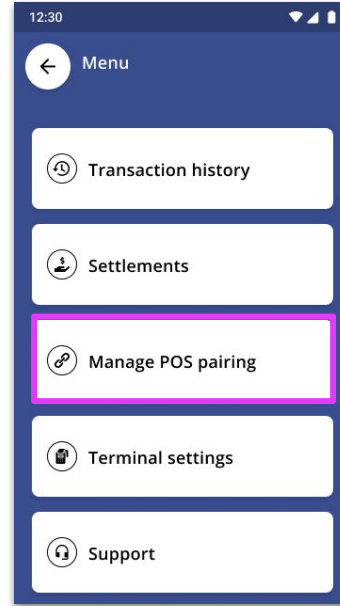 12:30
Menu
Transaction history
Settlements
Manage POS pairing
Terminal settings
Support